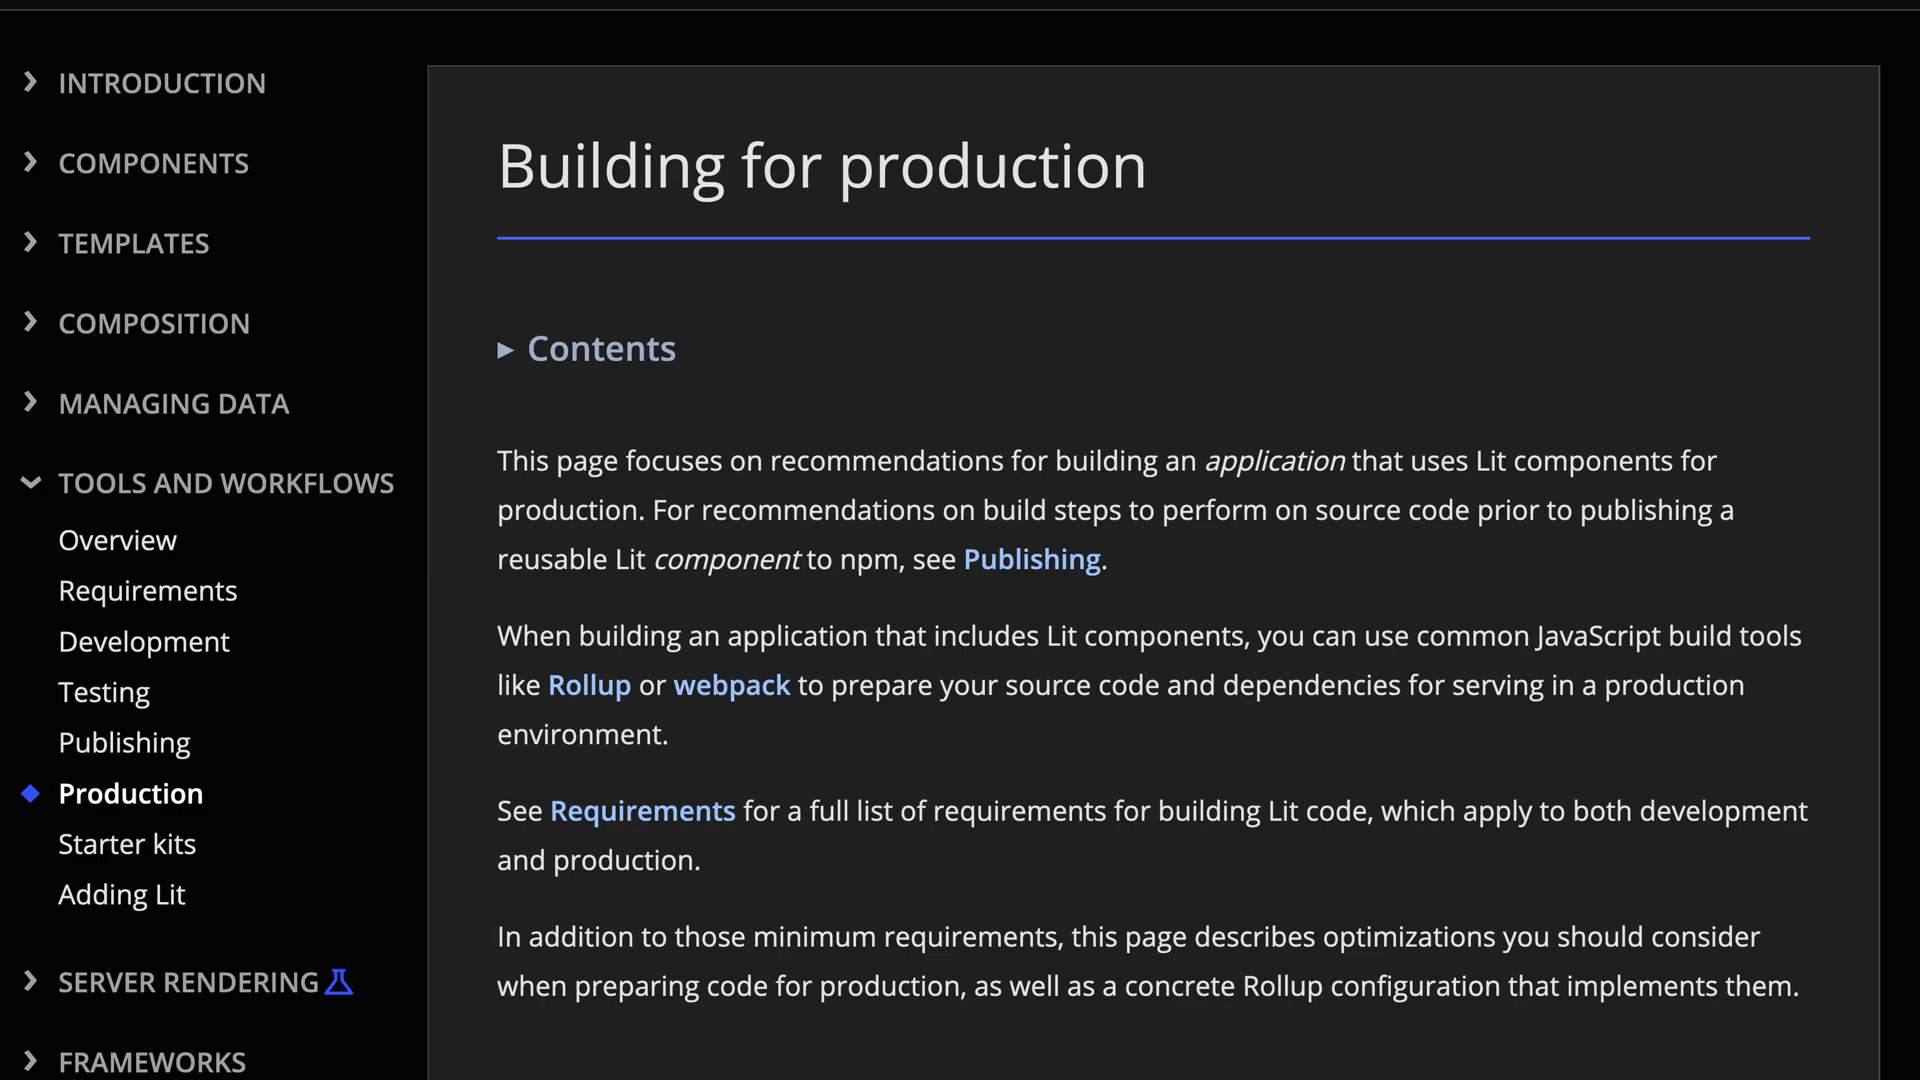 INTRODUCTION
COMPONENTS
TEMPLATES
COMPOSITION
MANAGING DATA
TOOLS AND WORKFLOWS
Overview
Requirements
Development
Testing
Publishing
Production
Starter kits
Adding Lit
SERVER RENDERING
FRAMEWORKS
Building for production
Contents
This page focuses on recommendations for building an application that uses Lit components for
production. For recommendations on build steps to perform on source code prior to publishing a
reusable Lit component to npm, see Publishing.
When building an application that includes Lit components, you can use common JavaScript build tools
like Rollup or webpack to prepare your source code and dependencies for serving in a production
environment.
See Requirements for a full list of requirements for building Lit code, which apply to both development
and production.
In addition to those minimum requirements, this page describes optimizations you should consider
when preparing code for production, as well as a concrete Rollup configuration that implements them.